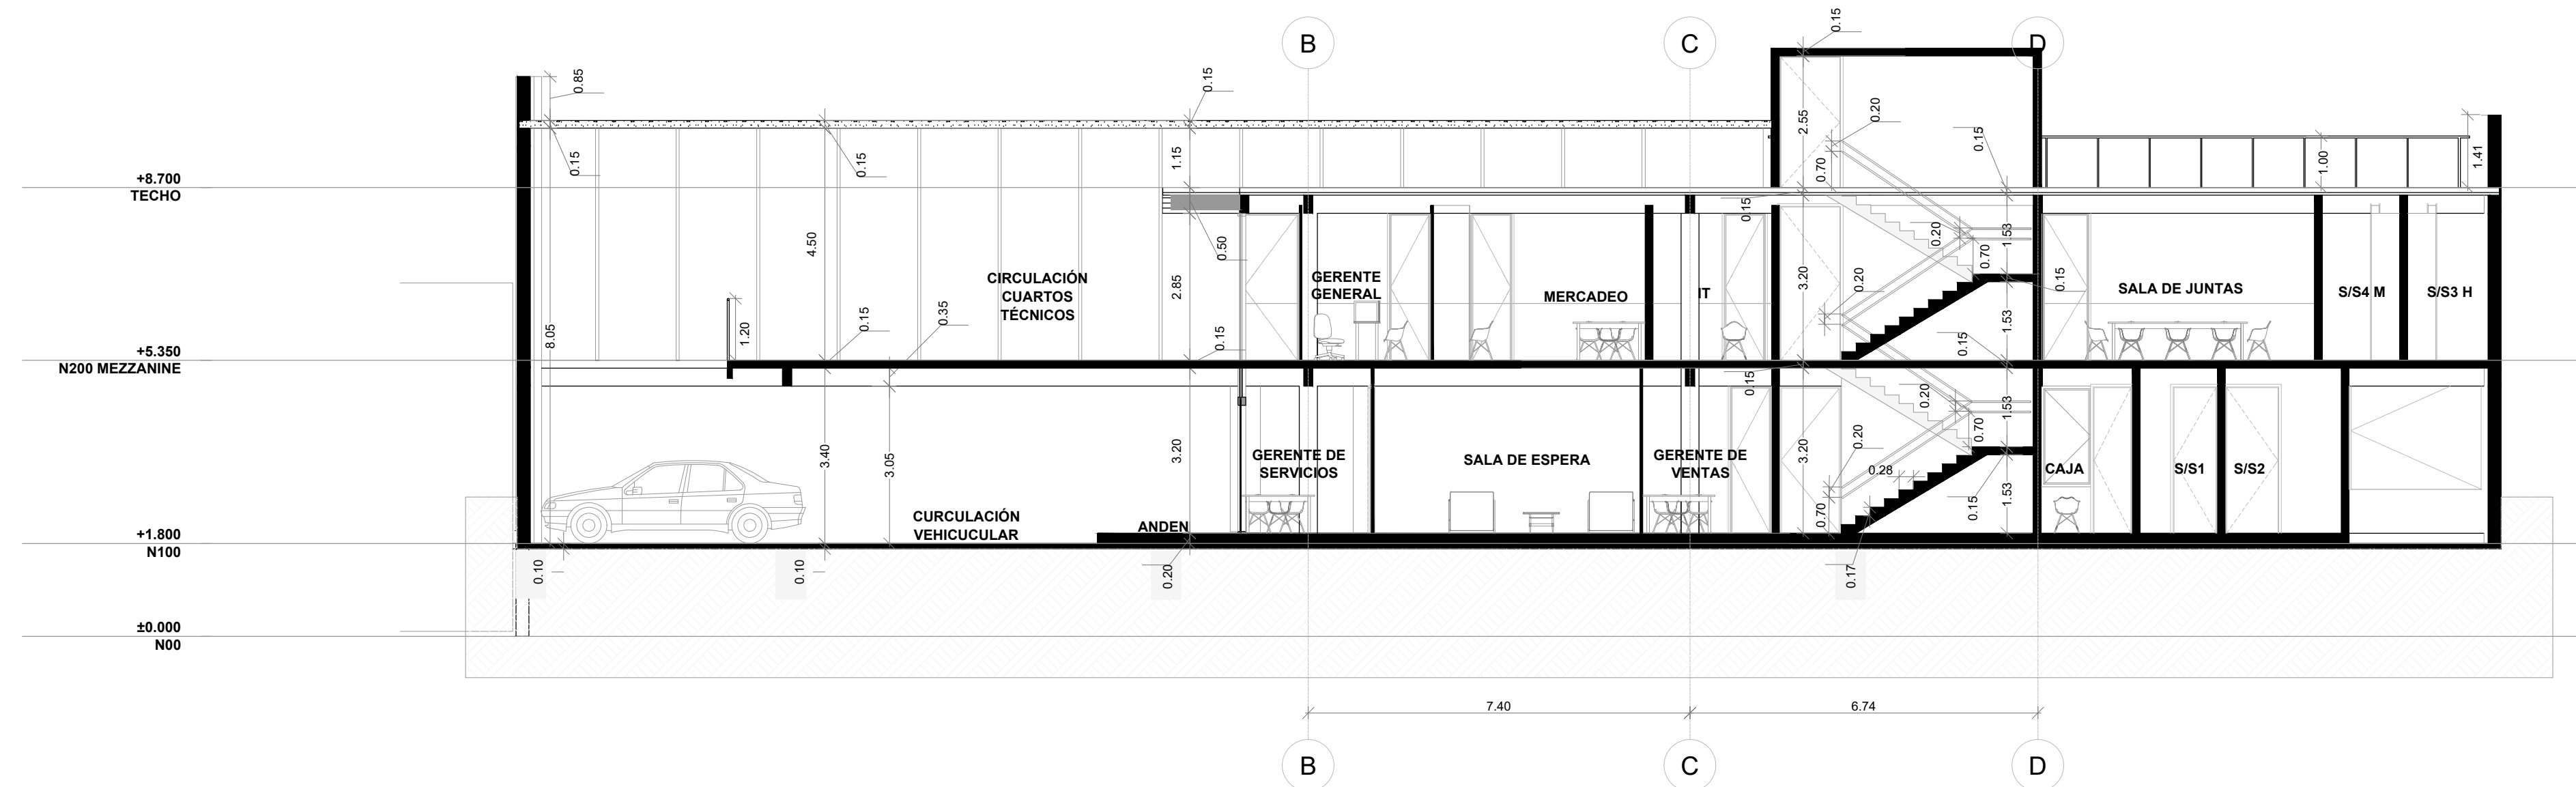 B
C
D
0.15
0.85
0.15
0.20
2.55
0.15
0.15
0.15
1.15
0.70
1.00
1.41
+8.700
TECHO
0.15
4.50
0.50
0.20
1.53
0.70
2.85
3.20
0.20
0.15
CIRCULACIÓN
CUARTOS
TÉCNICOS
GERENTE
GENERAL
MERCADEO
IT
SALA DE JUNTAS
S/S4 M
S/S3 H
8.05
1.20
0.15
0.35
0.15
1.53
0.15
+5.350
N200 MEZZANINE
0.15
0.20
1.53
0.70
3.40
3.05
3.20
3.20
0.20
0.28
GERENTE DE
SERVICIOS
SALA DE ESPERA
GERENTE DE
VENTAS
CAJA
S/S1
S/S2
0.70
0.15
1.53
CURCULACIÓN
VEHICUCULAR
ANDEN
+1.800
N100
0.10
0.10
0.20
0.17
±0.000
N00
7.40
6.74
B
C
D